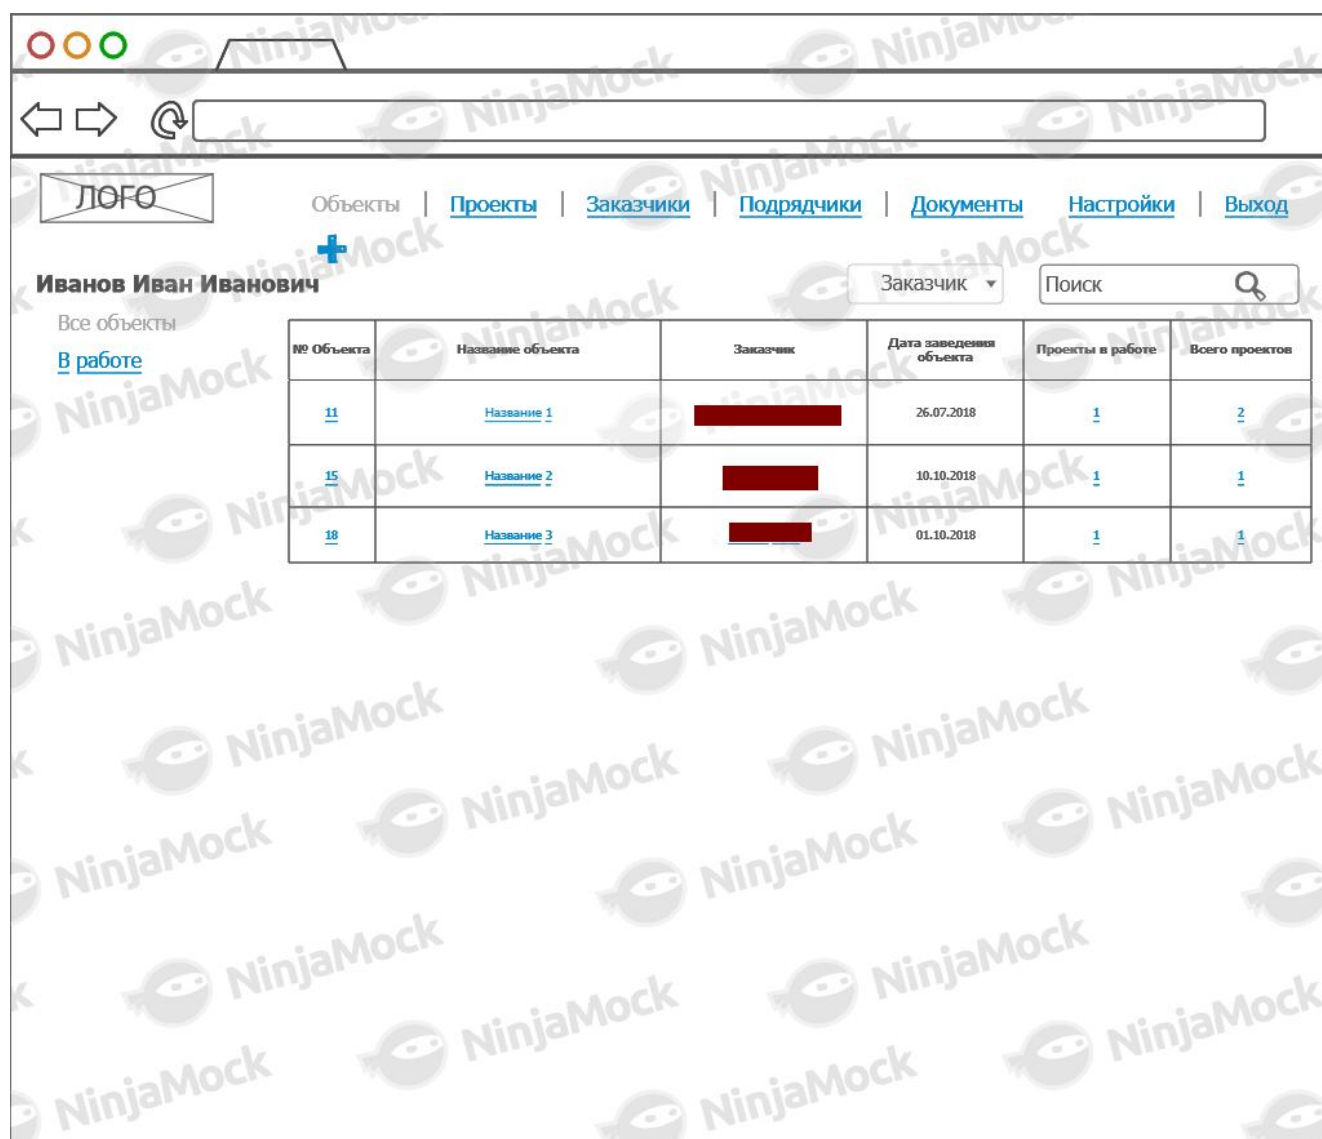 ЛОГО
Объекты | Проекты | Заказчики | Подрядчики | Документы Настройки | Выход
Иванов Иван Иванович
Заказчик
Поиск
Все объекты
В работе
№ Объекта Название объекта Заказчик Дата заведения объекта Проекты в работе Всего проектов
11 Название 1 26.07.2018 1 2
15 Название 2 10.10.2018 1 1
18 Название 3 01.10.2018 1 1
NinjaMock